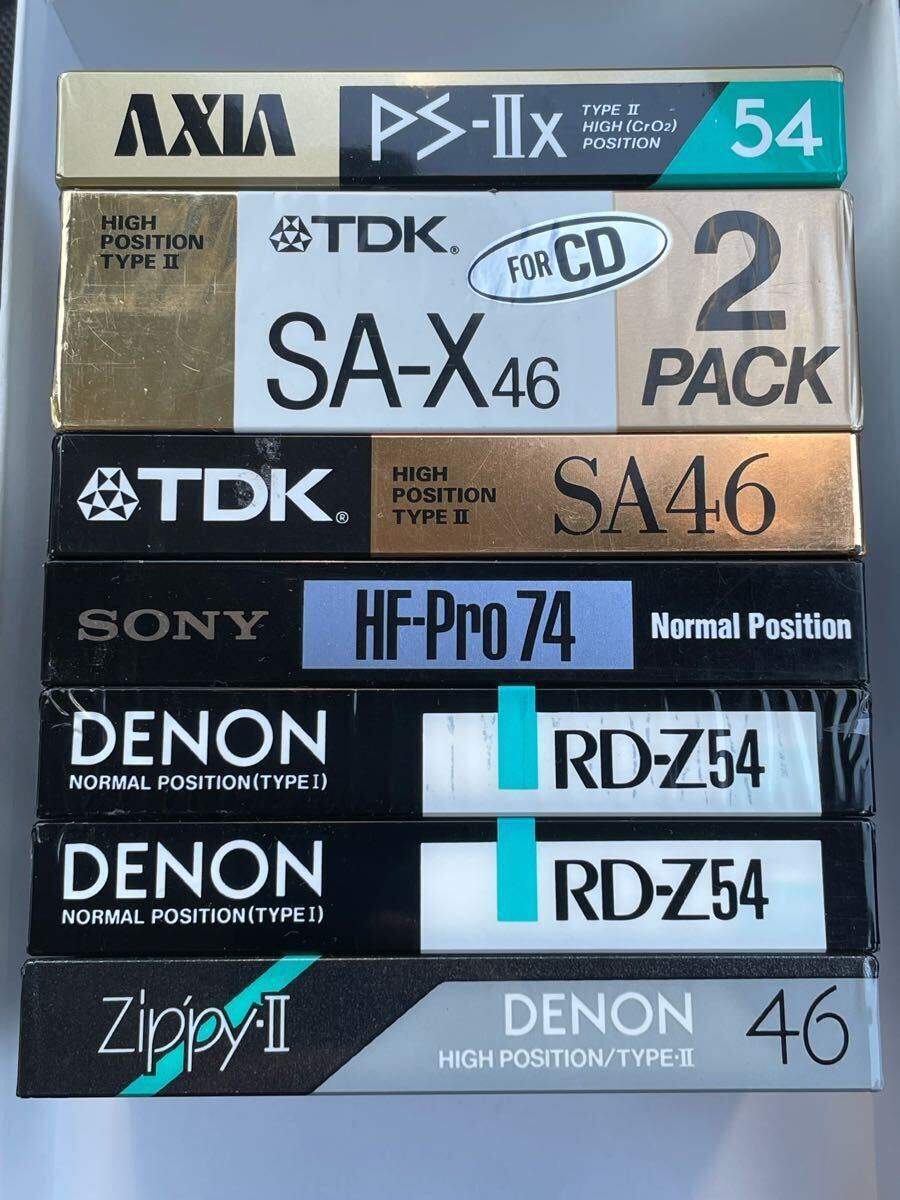 AXIA
PS-IIx
TYPE II
HIGH (CrO2)
POSITION
54
HIGH
POSITION
TYPE II
TDK®
FOR CD
SA-X46
2
PACK
TDK®
HIGH
POSITION
TYPE II
SA46
SONY
HF-Pro 74
Normal Position
DENON
NORMAL POSITION(TYPE I)
RD-Z54
DENON
NORMAL POSITION(TYPE I)
RD-Z54
Zippy·II
DENON
HIGH POSITION/TYPE·II
46